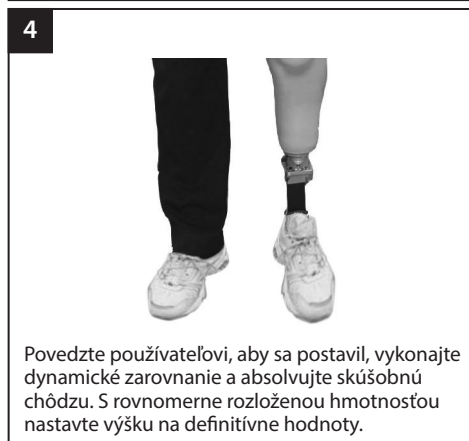 4
Povedzte používateľovi, aby sa postavil, vykonajte
dynamické zarovnanie a absolvujte skúšobnú
chôdzu. S rovnomerne rozloženou hmotnosťou
nastavte výšku na definitívne hodnoty.